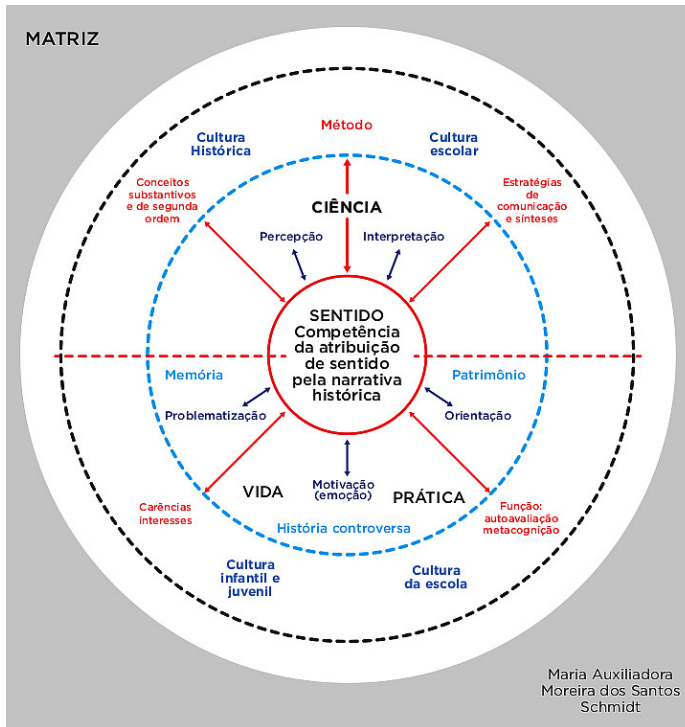 MATRIZ
Método
Cultura
Histórica
Cultura
escolar
Conceitos
substantivos
e de segunda
ordem
Estratégias
de
comunicação
e sínteses
CIÊNCIA
Percepção
Interpretação
SENTIDO
Competência
da atribuição
de sentido
pela narrativa
histórica
Memória
Patrimônio
Problematização
Orientação
Motivação
(emoção)
VIDA
PRÁTICA
Carências
interesses
Função:
autoavaliação
metacognição
História controversa
Cultura
infantil e
juvenil
Cultura
da escola
Maria Auxiliadora
Moreira dos Santos
Schmidt